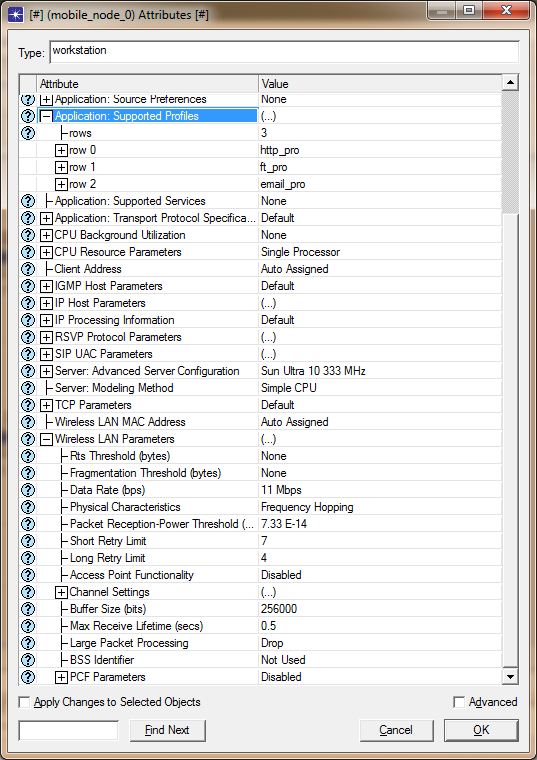 [#] (mobile_node_0) Attributes [#]
Type: workstation
Attribute Value
Application: Source Preferences None
Application: Supported Profiles (...)
rows 3
row 0 http_pro
row 1 ft_pro
row 2 email_pro
Application: Supported Services None
Application: Transport Protocol Specifica... Default
CPU Background Utilization None
CPU Resource Parameters Single Processor
Client Address Auto Assigned
IGMP Host Parameters Default
IP Host Parameters (...)
IP Processing Information Default
RSVP Protocol Parameters (...)
SIP UAC Parameters (...)
Server: Advanced Server Configuration Sun Ultra 10 333 MHz
Server: Modeling Method Simple CPU
TCP Parameters Default
Wireless LAN MAC Address Auto Assigned
Wireless LAN Parameters (...)
Rts Threshold (bytes) None
Fragmentation Threshold (bytes) None
Data Rate (bps) 11 Mbps
Physical Characteristics Frequency Hopping
Packet Reception-Power Threshold (... 7.33 E-14
Short Retry Limit 7
Long Retry Limit 4
Access Point Functionality Disabled
Channel Settings (...)
Buffer Size (bits) 256000
Max Receive Lifetime (secs) 0.5
Large Packet Processing Drop
BSS Identifier Not Used
PCF Parameters Disabled
Apply Changes to Selected Objects Advanced
Find Next Cancel OK